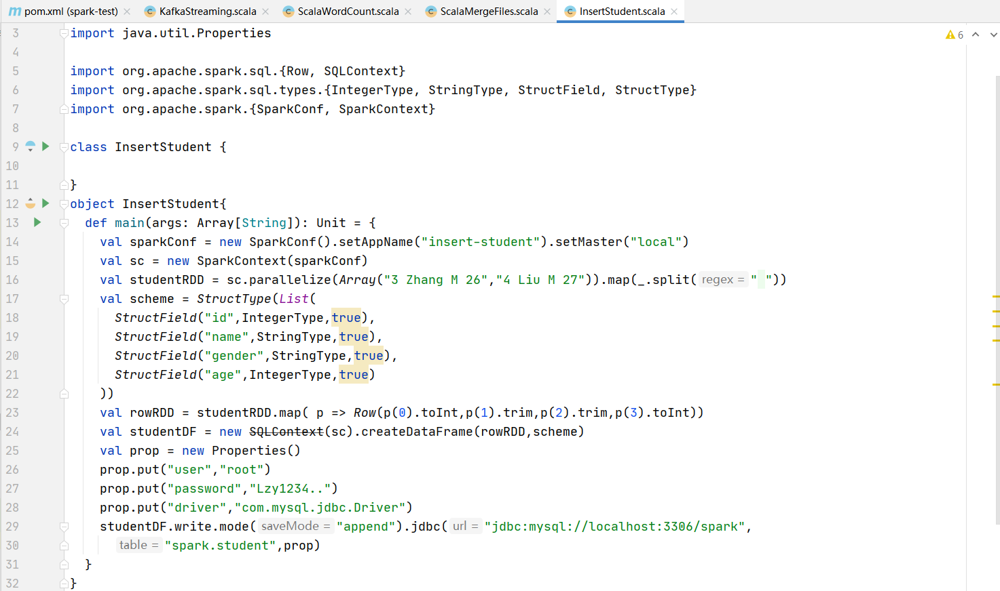 pom.xml (spark-test) KafkaStreaming.scala ScalaWordCount.scala ScalaMergeFiles.scala InsertStudent.scala
3 import java.util.Properties 6
4
5 import org.apache.spark.sql.{Row, SQLContext}
6 import org.apache.spark.sql.types.{IntegerType, StringType, StructField, StructType}
7 import org.apache.spark.{SparkConf, SparkContext}
8
9 class InsertStudent {
10
11 }
12 object InsertStudent{
13 def main(args: Array[String]): Unit = {
14 val sparkConf = new SparkConf().setAppName("insert-student").setMaster("local")
15 val sc = new SparkContext(sparkConf)
16 val studentRDD = sc.parallelize(Array("3 Zhang M 26","4 Liu M 27")).map(_.split( regex = " "))
17 val scheme = StructType(List(
18 StructField("id",IntegerType,true),
19 StructField("name",StringType,true),
20 StructField("gender",StringType,true),
21 StructField("age",IntegerType,true)
22 ))
23 val rowRDD = studentRDD.map( p => Row(p(0).toInt,p(1).trim,p(2).trim,p(3).toInt))
24 val studentDF = new SQLContext(sc).createDataFrame(rowRDD,scheme)
25 val prop = new Properties()
26 prop.put("user","root")
27 prop.put("password","Lzy1234..")
28 prop.put("driver","com.mysql.jdbc.Driver")
29 studentDF.write.mode( saveMode = "append").jdbc( url = "jdbc:mysql://localhost:3306/spark",
30 table = "spark.student",prop)
31 }
32 }